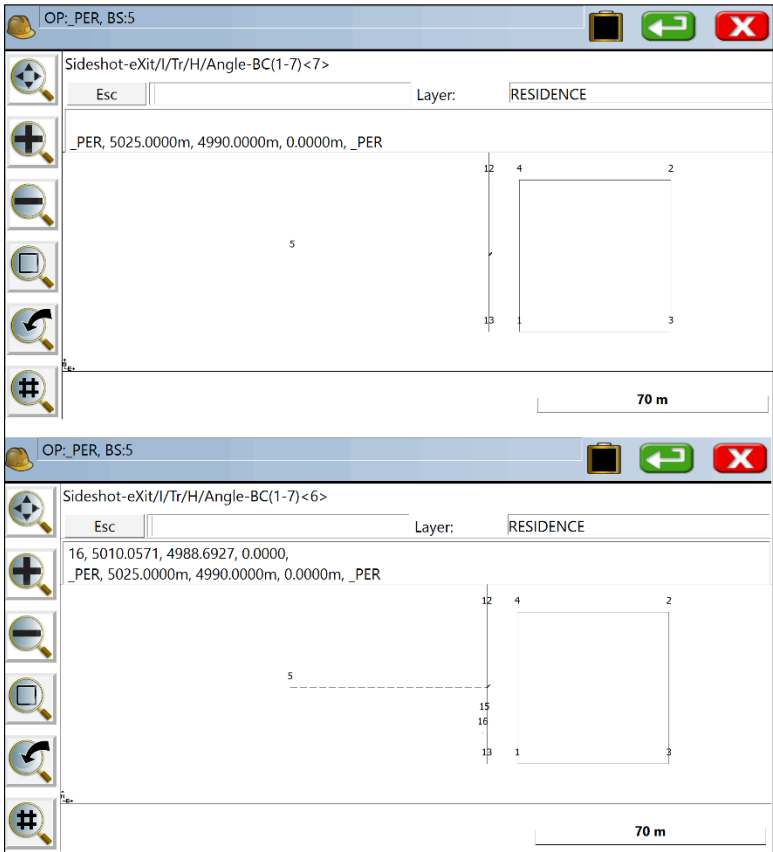 OP:_PER, BS:5
Sideshot-eXit/I/Tr/H/Angle-BC(1-7)<7>
Esc Layer: RESIDENCE
_PER, 5025.0000m, 4990.0000m, 0.0000m, _PER
12 4 2
5
13 1 3
70 m
OP:_PER, BS:5
Sideshot-eXit/I/Tr/H/Angle-BC(1-7)<6>
Esc Layer: RESIDENCE
16, 5010.0571, 4988.6927, 0.0000,
_PER, 5025.0000m, 4990.0000m, 0.0000m, _PER
12 4 2
5
15
16
13 1 3
70 m